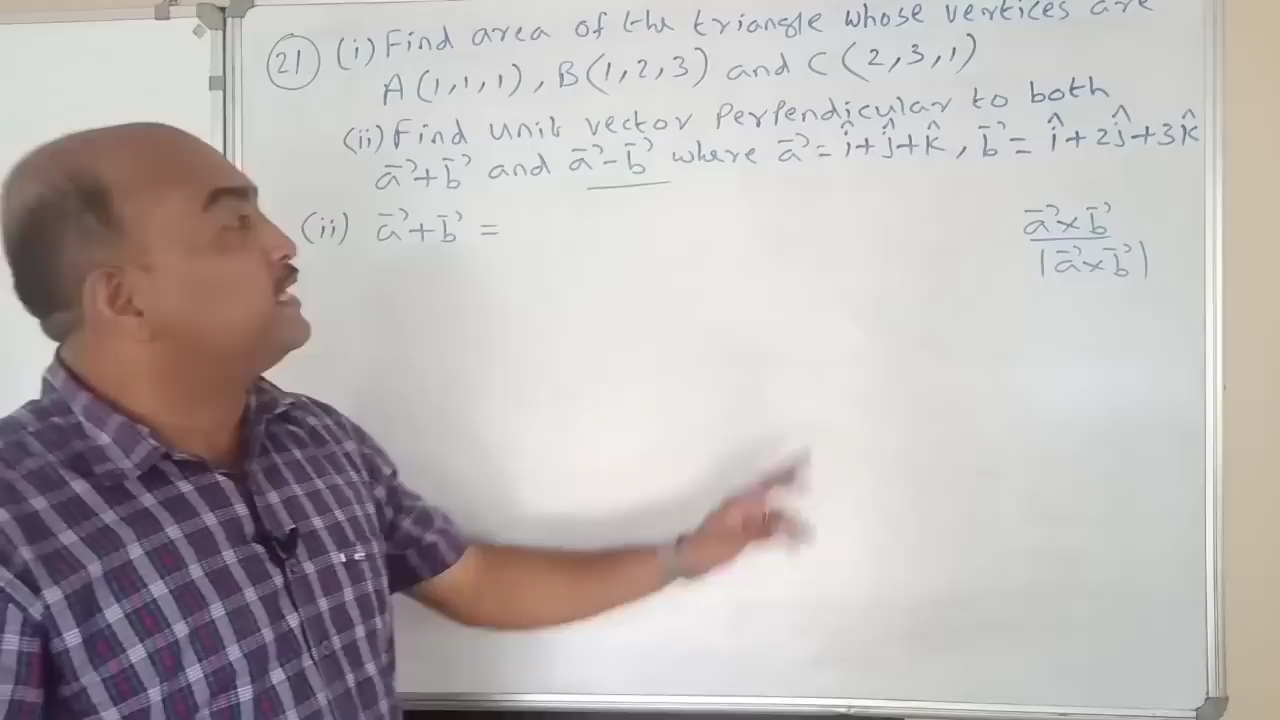 21 (i) Find area of the triangle whose vertices are
A(1,1,1), B(1,2,3) and C(2,3,1)
(ii) Find unit vector Perpendicular to both
a⃗+b⃗ and a⃗-b⃗ where a⃗ = î+ĵ+k̂, b⃗ = î+2ĵ+3k̂
(ii) a⃗+b⃗ =
a⃗×b⃗
|a⃗×b⃗|